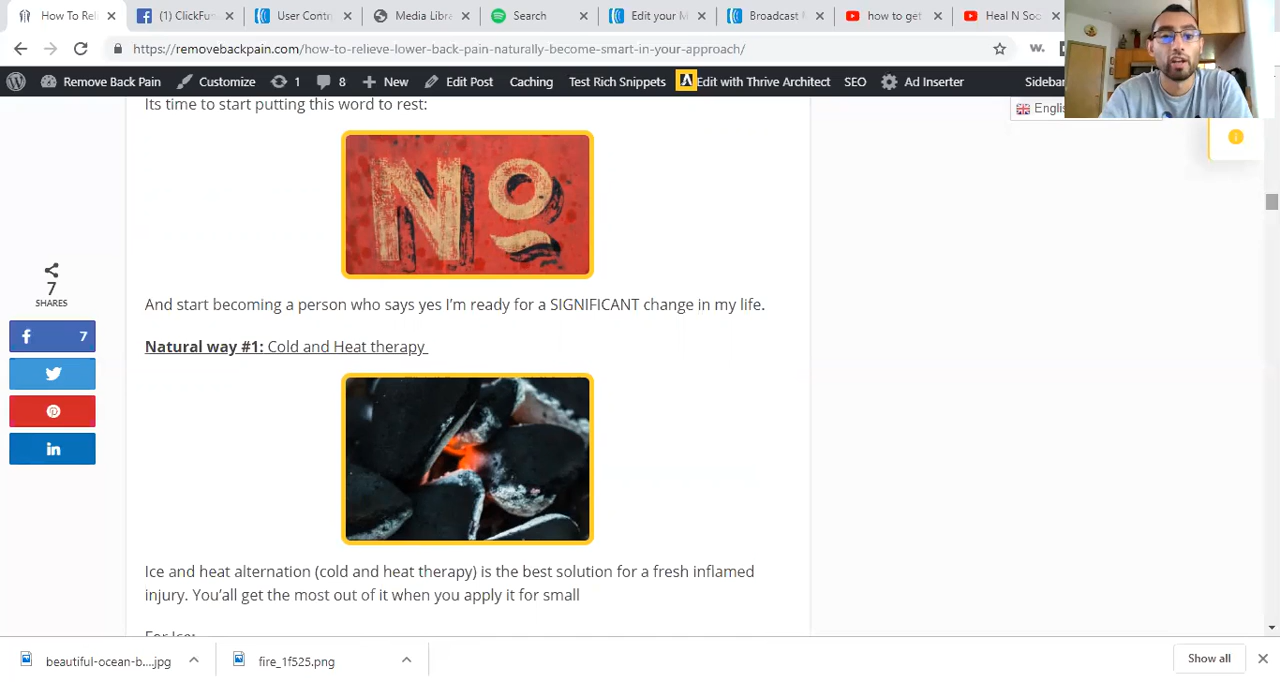 How To Reli
(1) ClickFun
User Contr
Media Libre
Search
Edit your M
Broadcast
how to get
Heal N Soo
https://removebackpain.com/how-to-relieve-lower-back-pain-naturally-become-smart-in-your-approach/
w.
Remove Back Pain
Customize
1
8
New
Edit Post
Caching
Test Rich Snippets
Edit with Thrive Architect
SEO
Ad Inserter
Sidebar
Its time to start putting this word to rest:
English
No
And start becoming a person who says yes I'm ready for a SIGNIFICANT change in my life.
7
SHARES
7
Natural way #1: Cold and Heat therapy
Ice and heat alternation (cold and heat therapy) is the best solution for a fresh inflamed
injury. You'all get the most out of it when you apply it for small
For Ice:
beautiful-ocean-b....jpg
fire_1f525.png
Show all